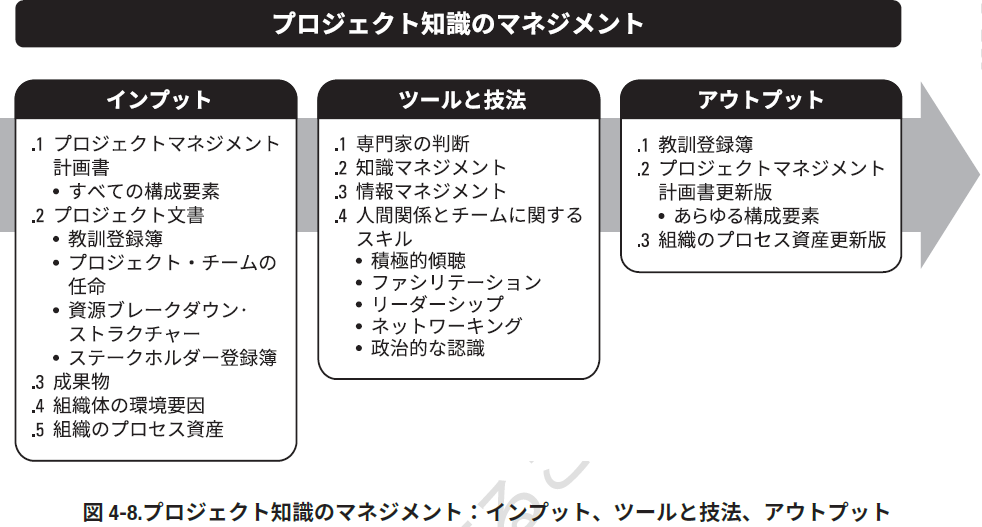 プロジェクト知識のマネジメント
インプット
.1 プロジェクトマネジメント
計画書
• すべての構成要素
.2 プロジェクト文書
• 教訓登録簿
• プロジェクト・チームの
任命
• 資源ブレークダウン・
ストラクチャー
• ステークホルダー登録簿
.3 成果物
.4 組織体の環境要因
.5 組織のプロセス資産
ツールと技法
.1 専門家の判断
.2 知識マネジメント
.3 情報マネジメント
.4 人間関係とチームに関する
スキル
• 積極的傾聴
• ファシリテーション
• リーダーシップ
• ネットワーキング
• 政治的な認識
アウトプット
.1 教訓登録簿
.2 プロジェクトマネジメント
計画書更新版
• あらゆる構成要素
.3 組織のプロセス資産更新版
図 4-8.プロジェクト知識のマネジメント：インプット、ツールと技法、アウトプット